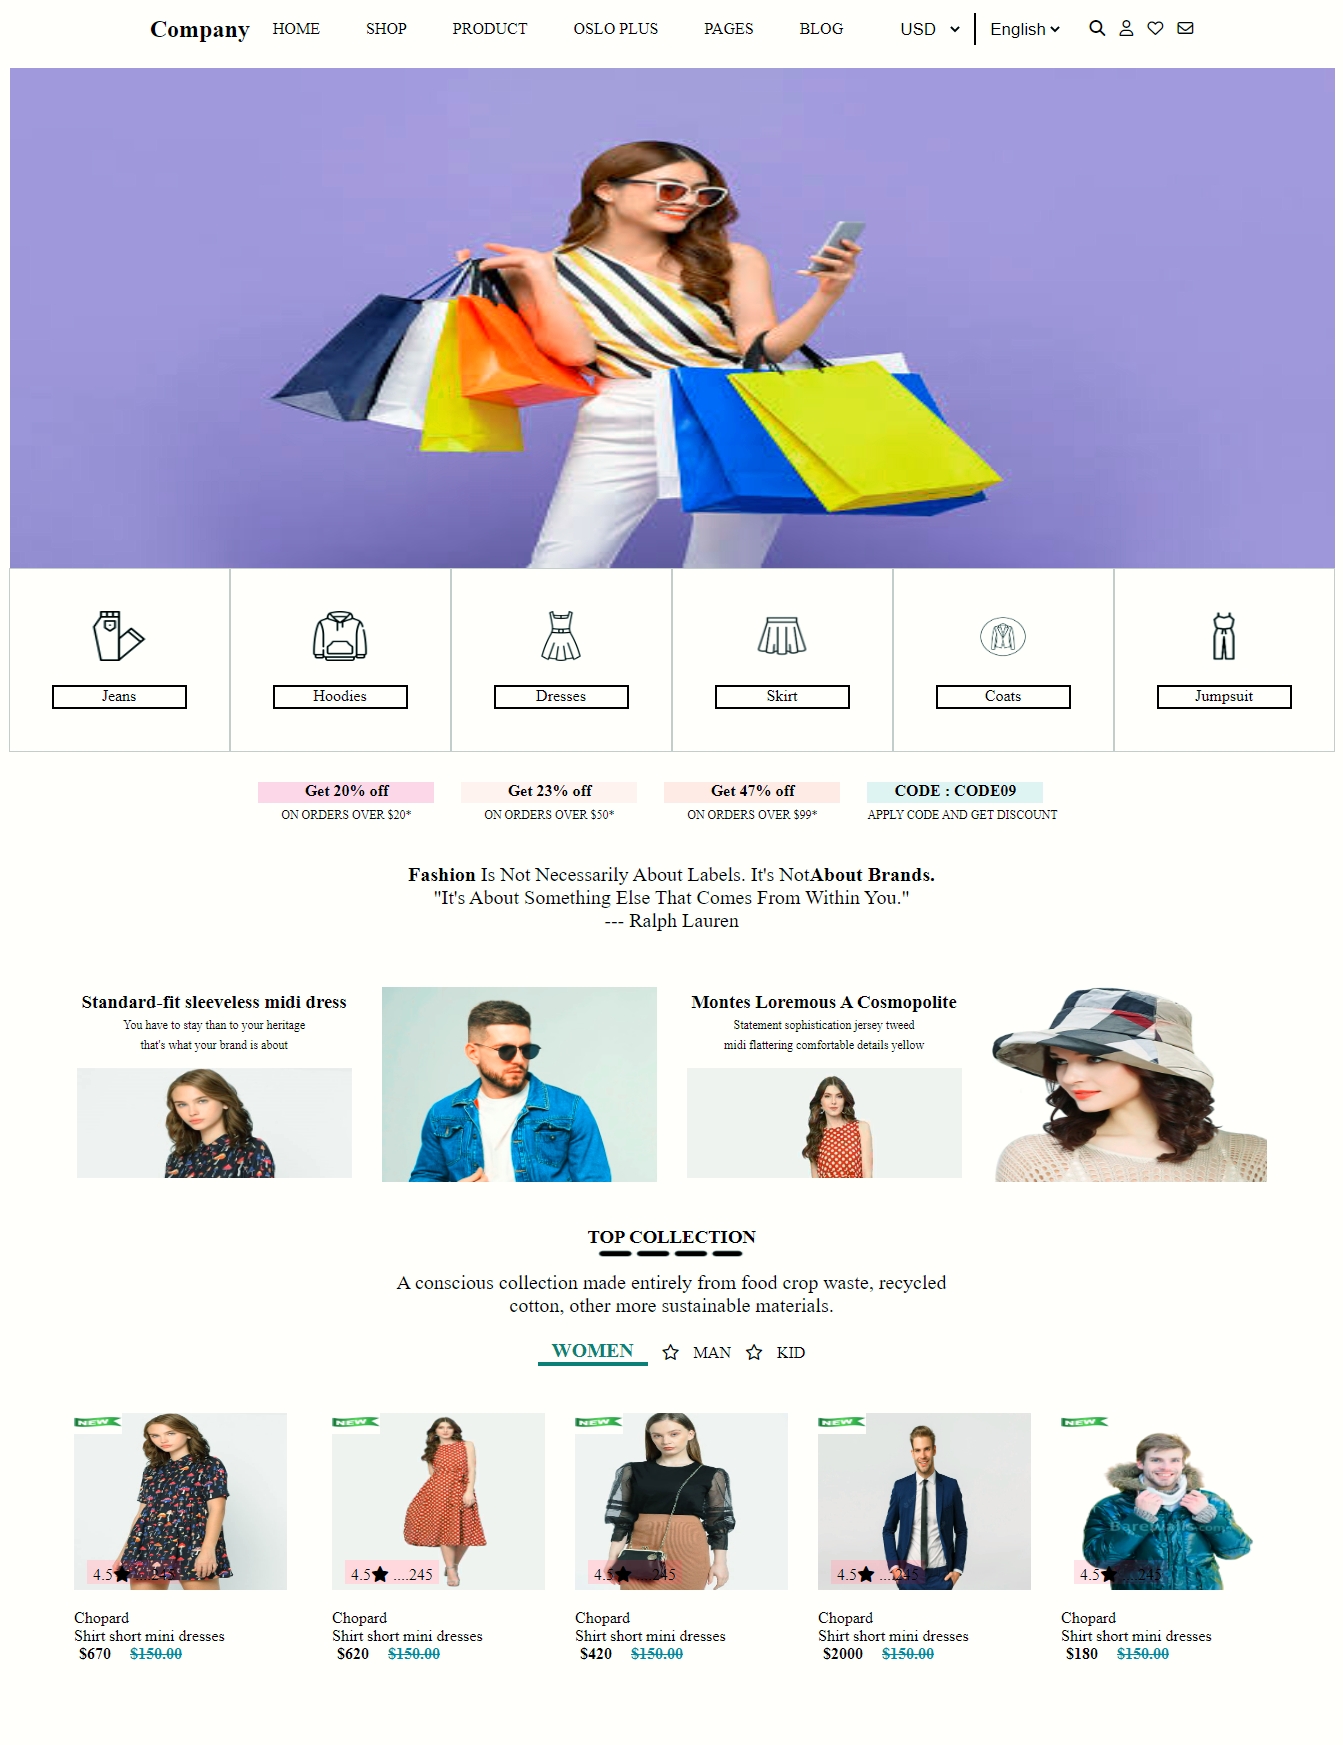 Company HOME SHOP PRODUCT OSLO PLUS PAGES BLOG USD English
Jeans Hoodies Dresses Skirt Coats Jumpsuit
Get 20% off Get 23% off Get 47% off CODE : CODE09
ON ORDERS OVER $20* ON ORDERS OVER $50* ON ORDERS OVER $99* APPLY CODE AND GET DISCOUNT
Fashion Is Not Necessarily About Labels. It's NotAbout Brands.
"It's About Something Else That Comes From Within You."
--- Ralph Lauren
Standard-fit sleeveless midi dress
You have to stay than to your heritage
that's what your brand is about
Montes Loremous A Cosmopolite
Statement sophistication jersey tweed
midi flattering comfortable details yellow
TOP COLLECTION
A conscious collection made entirely from food crop waste, recycled
cotton, other more sustainable materials.
WOMEN MAN KID
NEW NEW NEW NEW NEW
BareWalls.com
4.5 ....245 4.5 ....245 4.5 ....245 4.5 ....245 4.5 ....245
Chopard Chopard Chopard Chopard Chopard
Shirt short mini dresses Shirt short mini dresses Shirt short mini dresses Shirt short mini dresses Shirt short mini dresses
$670 $150.00 $620 $150.00 $420 $150.00 $2000 $150.00 $180 $150.00